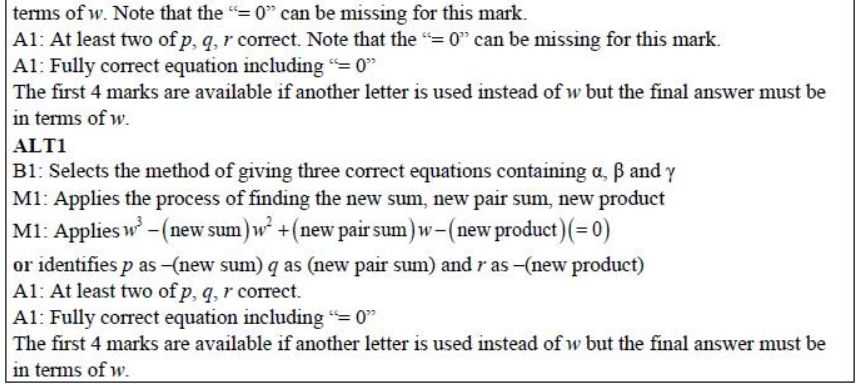 terms of w. Note that the “= 0” can be missing for this mark.
A1: At least two of p, q, r correct. Note that the “= 0” can be missing for this mark.
A1: Fully correct equation including “= 0”
The first 4 marks are available if another letter is used instead of w but the final answer must be
in terms of w.
ALT1
B1: Selects the method of giving three correct equations containing α, β and γ
M1: Applies the process of finding the new sum, new pair sum, new product
M1: Applies w³ −(new sum)w² +(new pair sum)w−(new product)(= 0)
or identifies p as –(new sum) q as (new pair sum) and r as –(new product)
A1: At least two of p, q, r correct.
A1: Fully correct equation including “= 0”
The first 4 marks are available if another letter is used instead of w but the final answer must be
in terms of w.